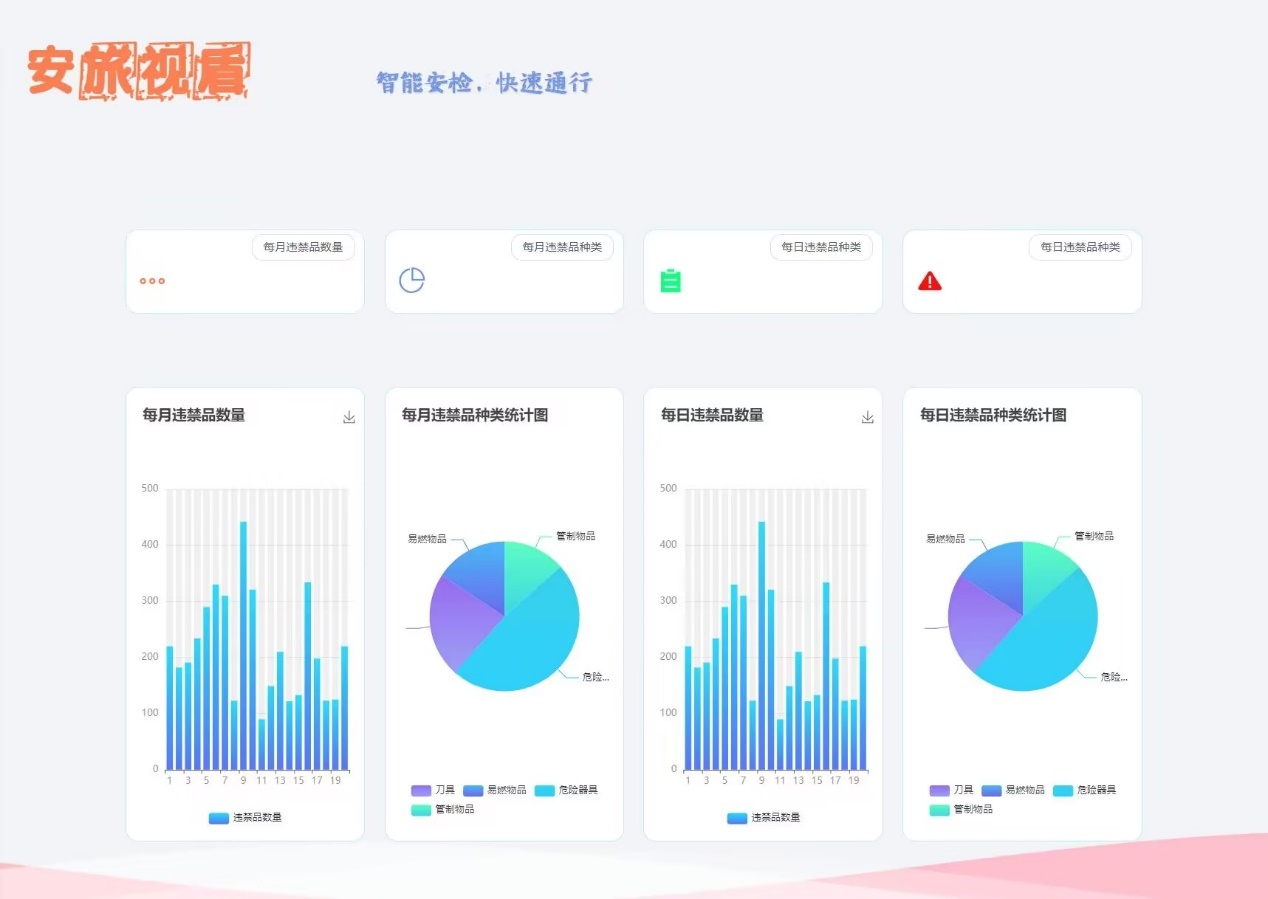 安旅视盾
智能安检，快速通行
每月违禁品数量
每月违禁品种类
每日违禁品种类
每日违禁品种类
每月违禁品数量
500
400
300
200
100
0
1 3 5 7 9 11 13 15 17 19
违禁品数量
每月违禁品种类统计图
易燃物品
管制物品
危险...
刀具 易燃物品 危险器具
管制物品
每日违禁品数量
500
400
300
200
100
0
1 3 5 7 9 11 13 15 17 19
违禁品数量
每日违禁品种类统计图
易燃物品
管制物品
危险...
刀具 易燃物品 危险器具
管制物品